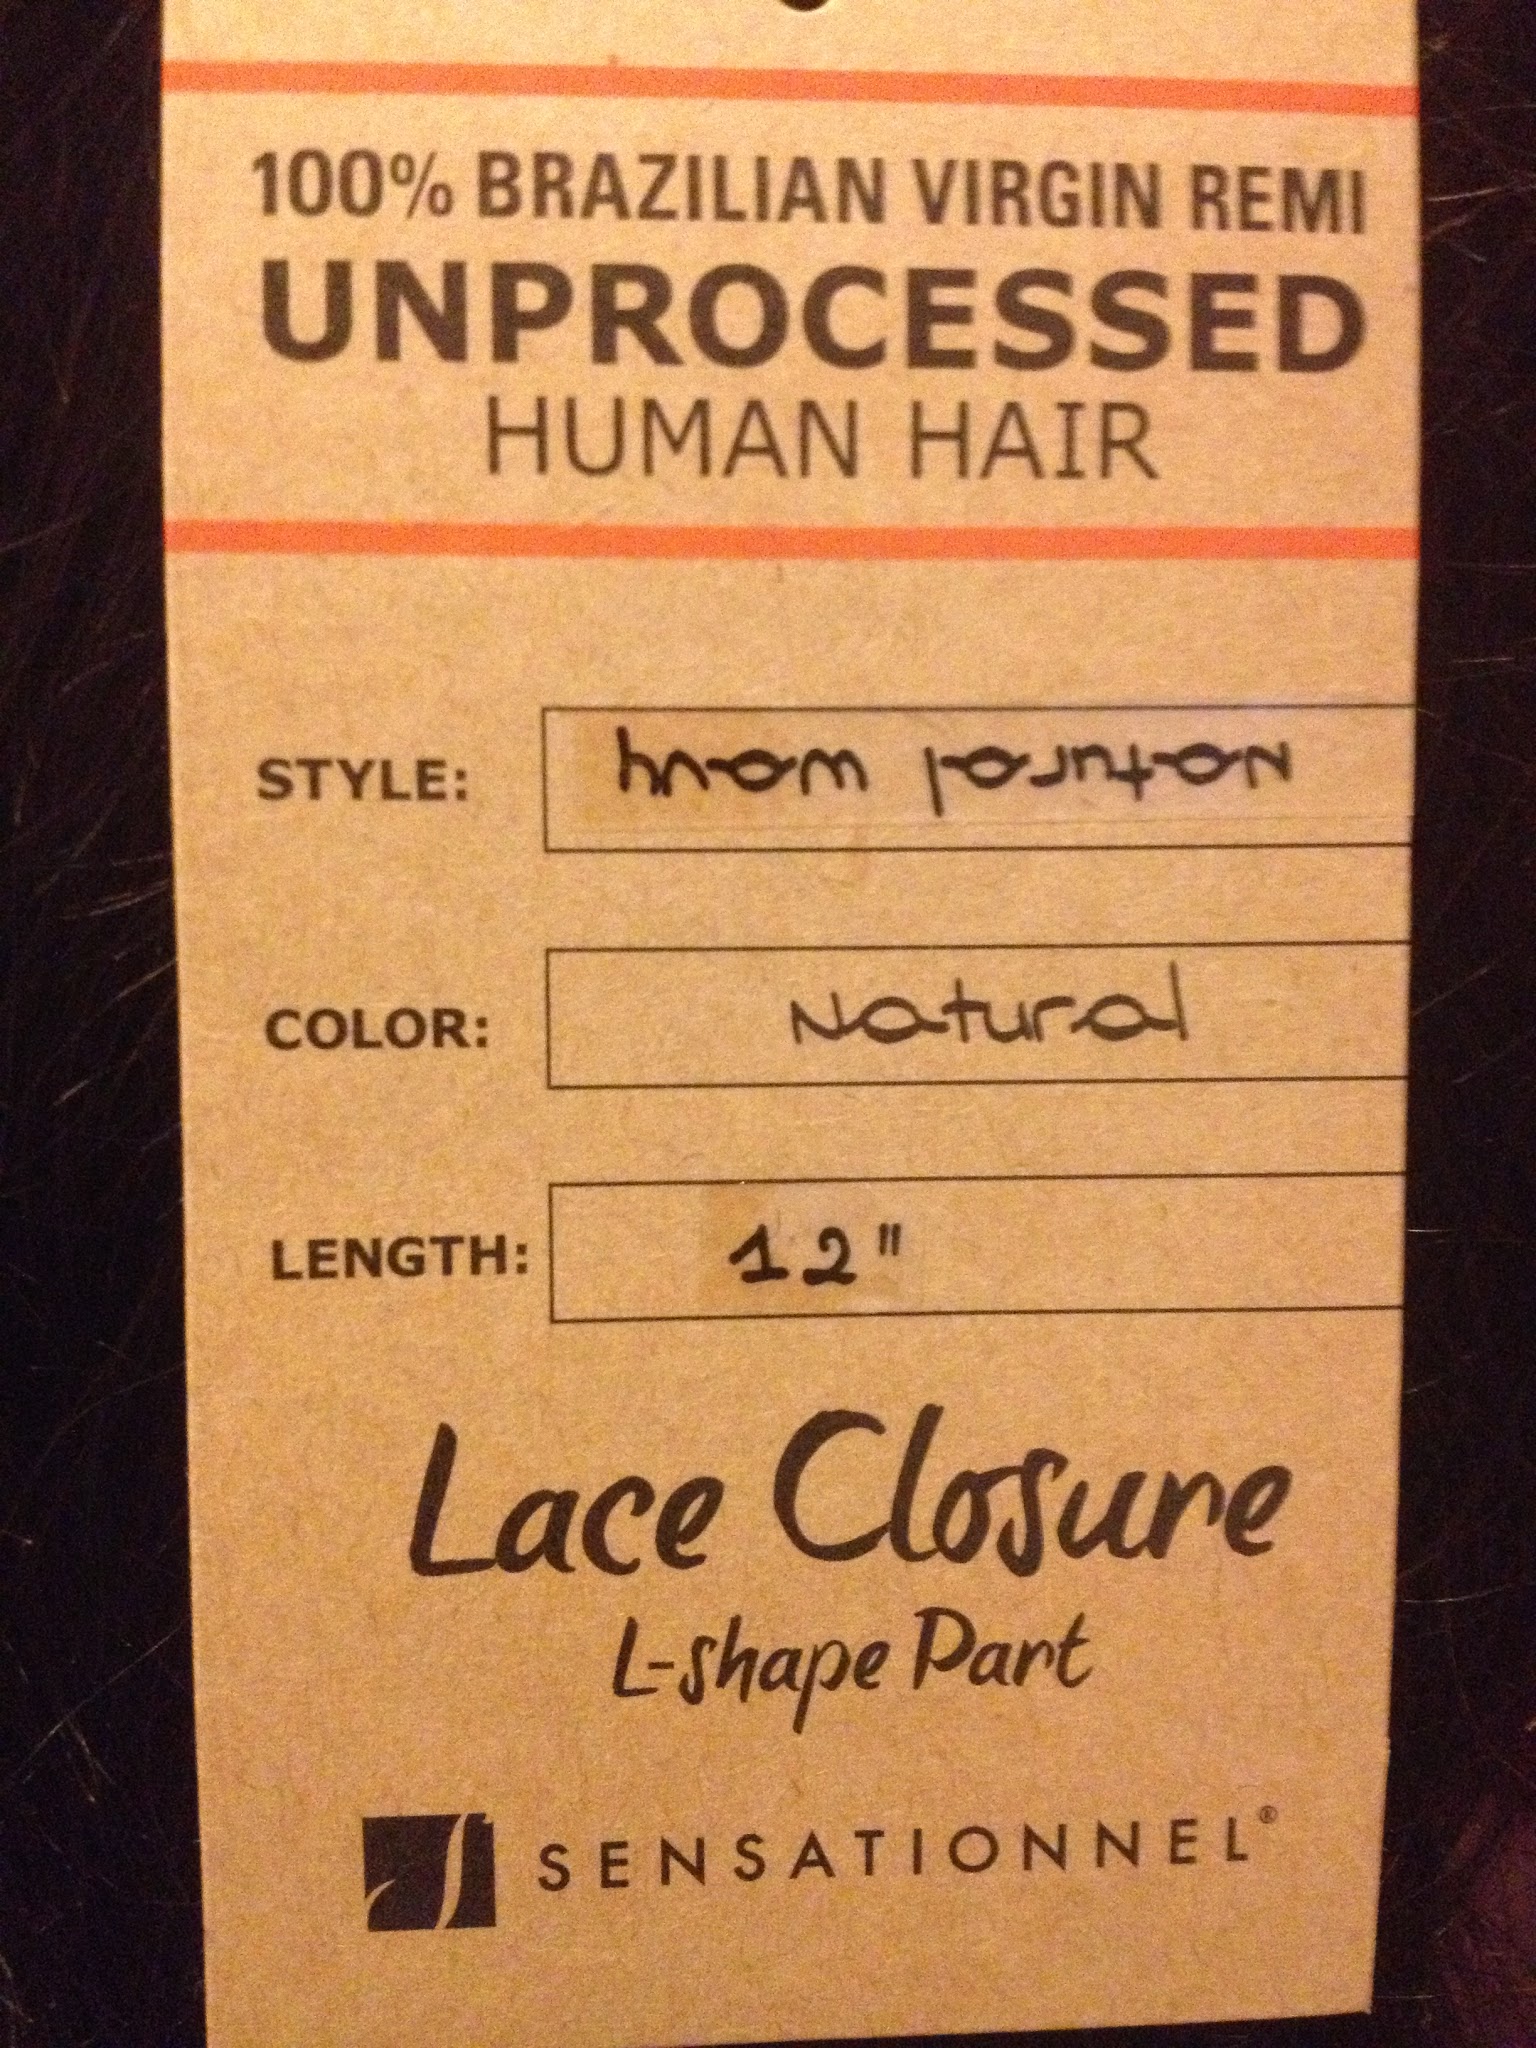 100% BRAZILIAN VIRGIN REMI
UNPROCESSED
HUMAN HAIR
STYLE: Natural wavy
COLOR: Natural
LENGTH: 12"
Lace Closure
L-shape Part
SENSATIONNEL®